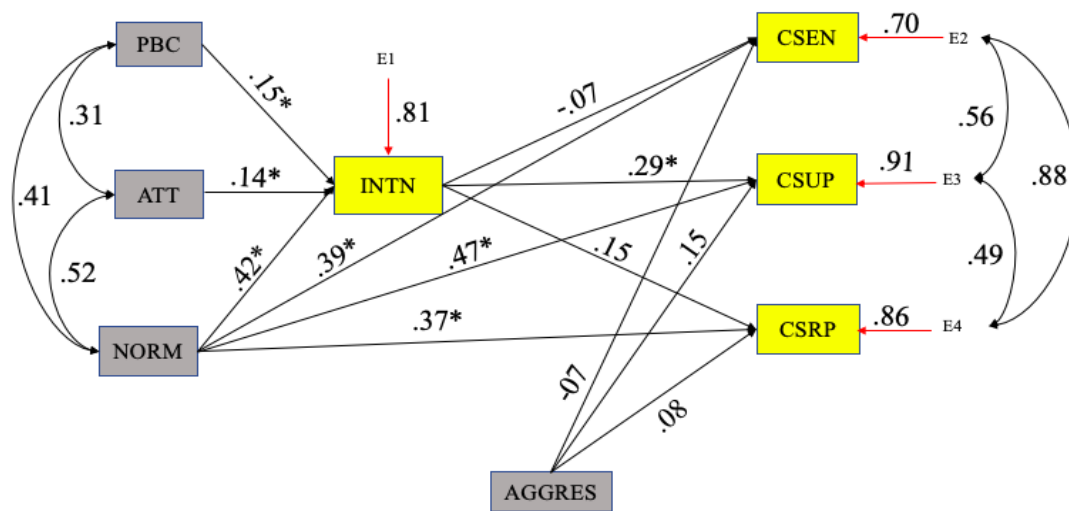 PBC
E1
CSEN
.70
E2
.15*
-.07
.31
.81
.56
.41
ATT
.14*
INTN
.29*
CSUP
.91
E3
.88
.52
.42*
.39*
.47*
.15
.15
.49
NORM
.37*
CSRP
.86
E4
-07
.08
AGGRES